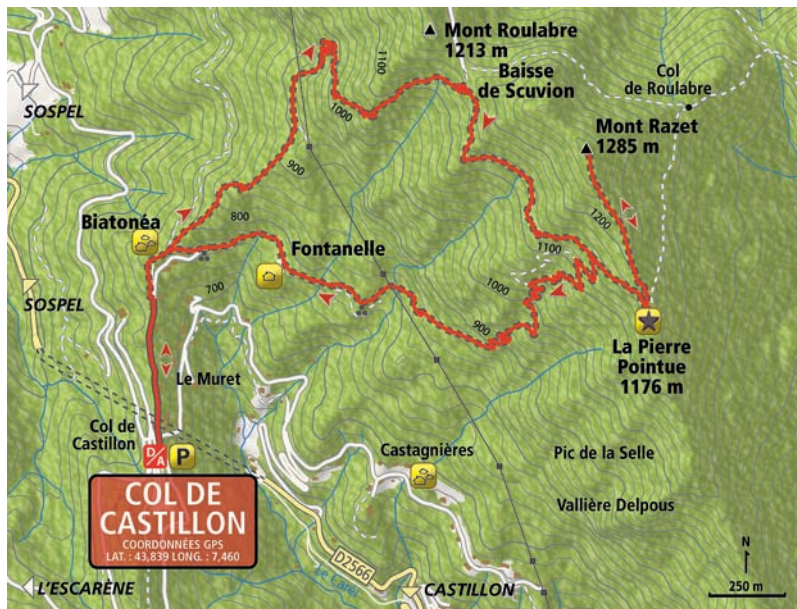 Mont Roulabre
1213 m
Baisse
de Scuvion
Col
de Roulabre
Mont Razet
1285 m
SOSPEL
1100
1000
900
800
700
1200
1100
1000
900
Biatonéa
Fontanelle
SOSPEL
La Pierre
Pointue
1176 m
Le Muret
Col de
Castillon
D/A
P
Castagnières
Pic de la Selle
Vallière Delpous
COL DE
CASTILLON
COORDONNÉES GPS
LAT. : 43,839 LONG. : 7,460
D2566
Le Careï
L'ESCARÈNE
CASTILLON
N
250 m